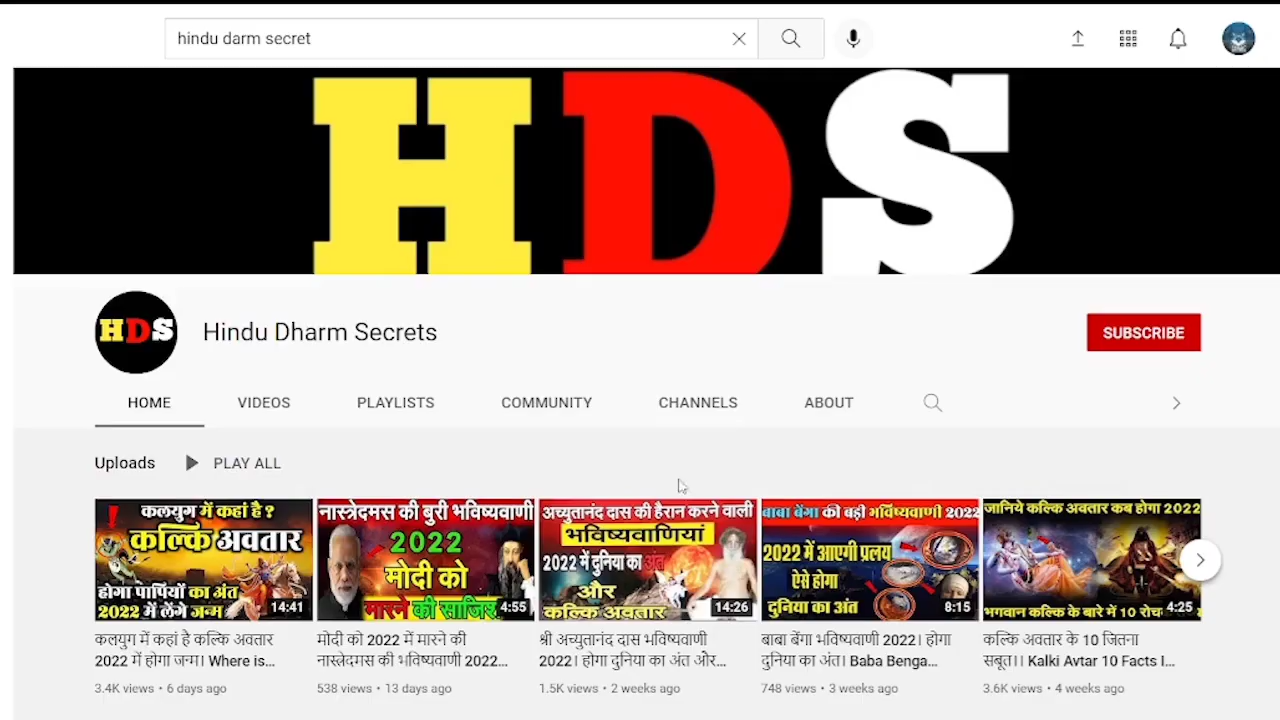 hindu darm secret
HDS
HDS
Hindu Dharm Secrets
SUBSCRIBE
HOME
VIDEOS
PLAYLISTS
COMMUNITY
CHANNELS
ABOUT
Uploads
PLAY ALL
कलयुग में कहां है ?
कल्कि अवतार
होगा पापियों का अंत
2022 में लेंगे जन्म
14:41
नास्त्रेदमस की बुरी भविष्यवाणी
2022
मोदी को
मारने की साजिश
4:55
अच्युतानंद दास की हैरान करने वाली
भविष्यवाणियां
2022 में दुनिया का अंत
और
कल्कि अवतार
14:26
बाबा बेंगा की बड़ी भविष्यवाणी 2022
2022 में आएगी प्रलय
ऐसे होगा
दुनिया का अंत
8:15
जानिये कल्कि अवतार कब होगा 2022
भगवान कल्कि के बारे में 10 रोच
4:25
कलयुग में कहां है कल्कि अवतार
2022 में होगा जन्म। Where is...
3.4K views • 6 days ago
मोदी को 2022 में मारने की
नास्त्रेदमस की भविष्यवाणी 2022...
538 views • 13 days ago
श्री अच्युतानंद दास भविष्यवाणी
2022। होगा दुनिया का अंत और...
1.5K views • 2 weeks ago
बाबा बेंगा भविष्यवाणी 2022। होगा
दुनिया का अंत। Baba Benga...
748 views • 3 weeks ago
कल्कि अवतार के 10 जितना
सबूत।। Kalki Avtar 10 Facts I...
3.6K views • 4 weeks ago